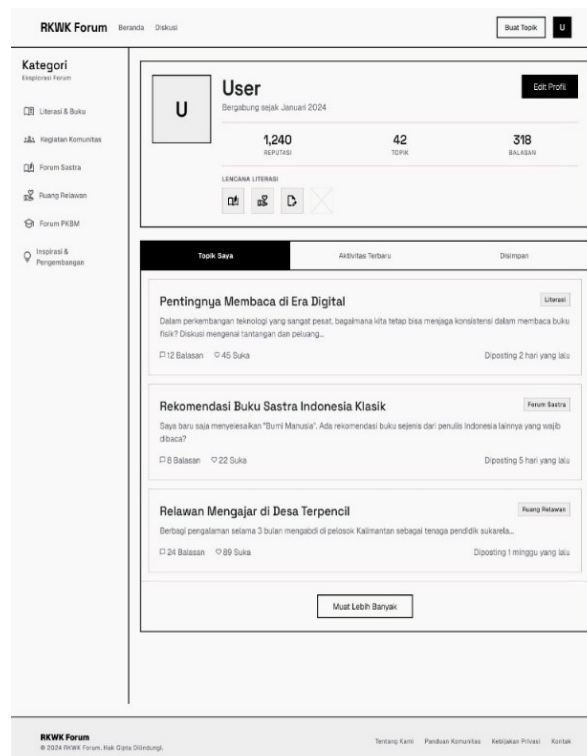 RKWK Forum Beranda Diskusi Buat Topik U
Kategori
Eksplorasi Forum
Literasi & Buku
Kegiatan Komunitas
Forum Sastra
Ruang Relawan
Forum PKBM
Inspirasi &
Pengembangan
U
User
Bergabung sejak Januari 2024
Edit Profil
1,240 42 318
REPUTASI TOPIK BALASAN
LENCANA LITERASI
Topik Saya Aktivitas Terbaru Disimpan
Pentingnya Membaca di Era Digital Literasi
Dalam perkembangan teknologi yang sangat pesat, bagaimana kita tetap bisa menjaga konsistensi dalam membaca buku
fisik? Diskusi mengenai tantangan dan peluang...
12 Balasan 45 Suka Diposting 2 hari yang lalu
Rekomendasi Buku Sastra Indonesia Klasik Forum Sastra
Saya baru saja menyelesaikan "Bumi Manusia". Ada rekomendasi buku sejenis dari penulis Indonesia lainnya yang wajib
dibaca?
8 Balasan 22 Suka Diposting 5 hari yang lalu
Relawan Mengajar di Desa Terpencil Ruang Relawan
Berbagi pengalaman selama 3 bulan mengabdi di pelosok Kalimantan sebagai tenaga pendidik sukarela...
24 Balasan 89 Suka Diposting 1 minggu yang lalu
Muat Lebih Banyak
RKWK Forum
© 2024 RKWK Forum. Hak Cipta Dilindungi.
Tentang Kami Panduan Komunitas Kebijakan Privasi Kontak